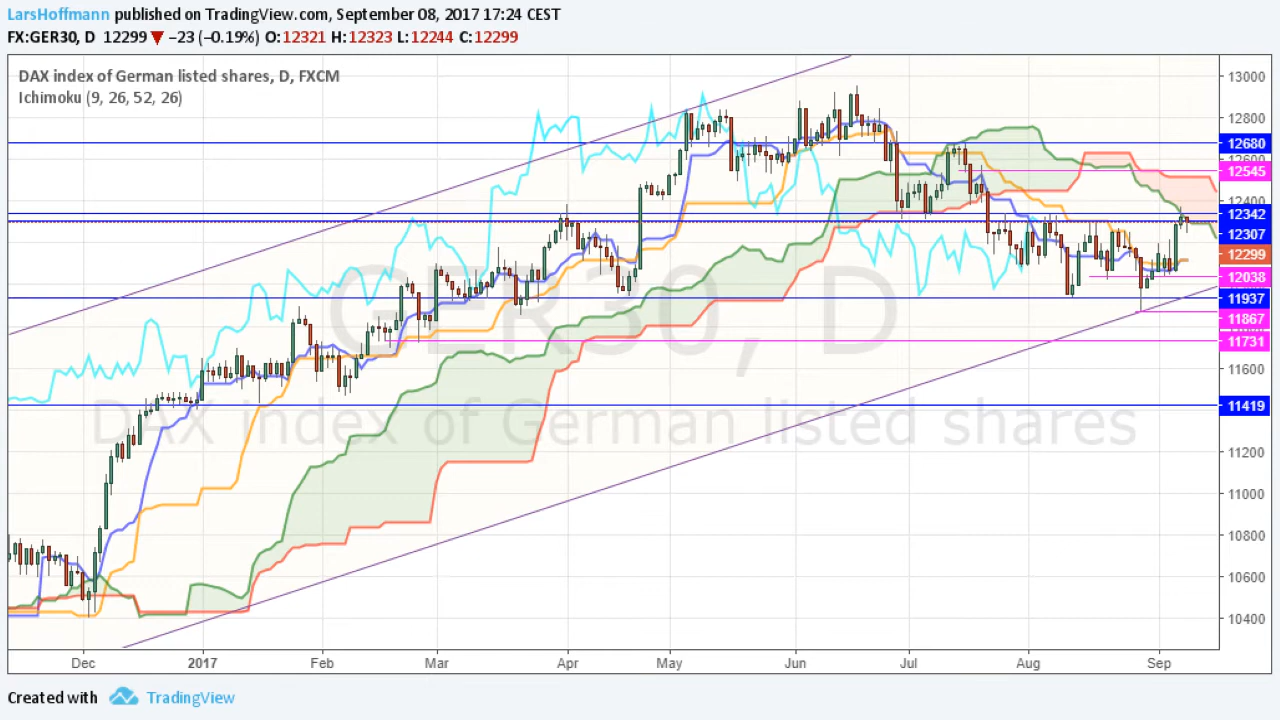 LarsHoffmann published on TradingView.com, September 08, 2017 17:24 CEST
FX:GER30, D 12299 ▼ −23 (−0.19%) O:12321 H:12323 L:12244 C:12299
DAX index of German listed shares, D, FXCM
Ichimoku (9, 26, 52, 26)
GER30, D
DAX index of German listed shares
13000
12800
12680
12600
12545
12400
12342
12307
12299
12038
11937
11867
11731
11600
11419
11200
11000
10800
10600
10400
Dec 2017 Feb Mar Apr May Jun Jul Aug Sep
Created with TradingView